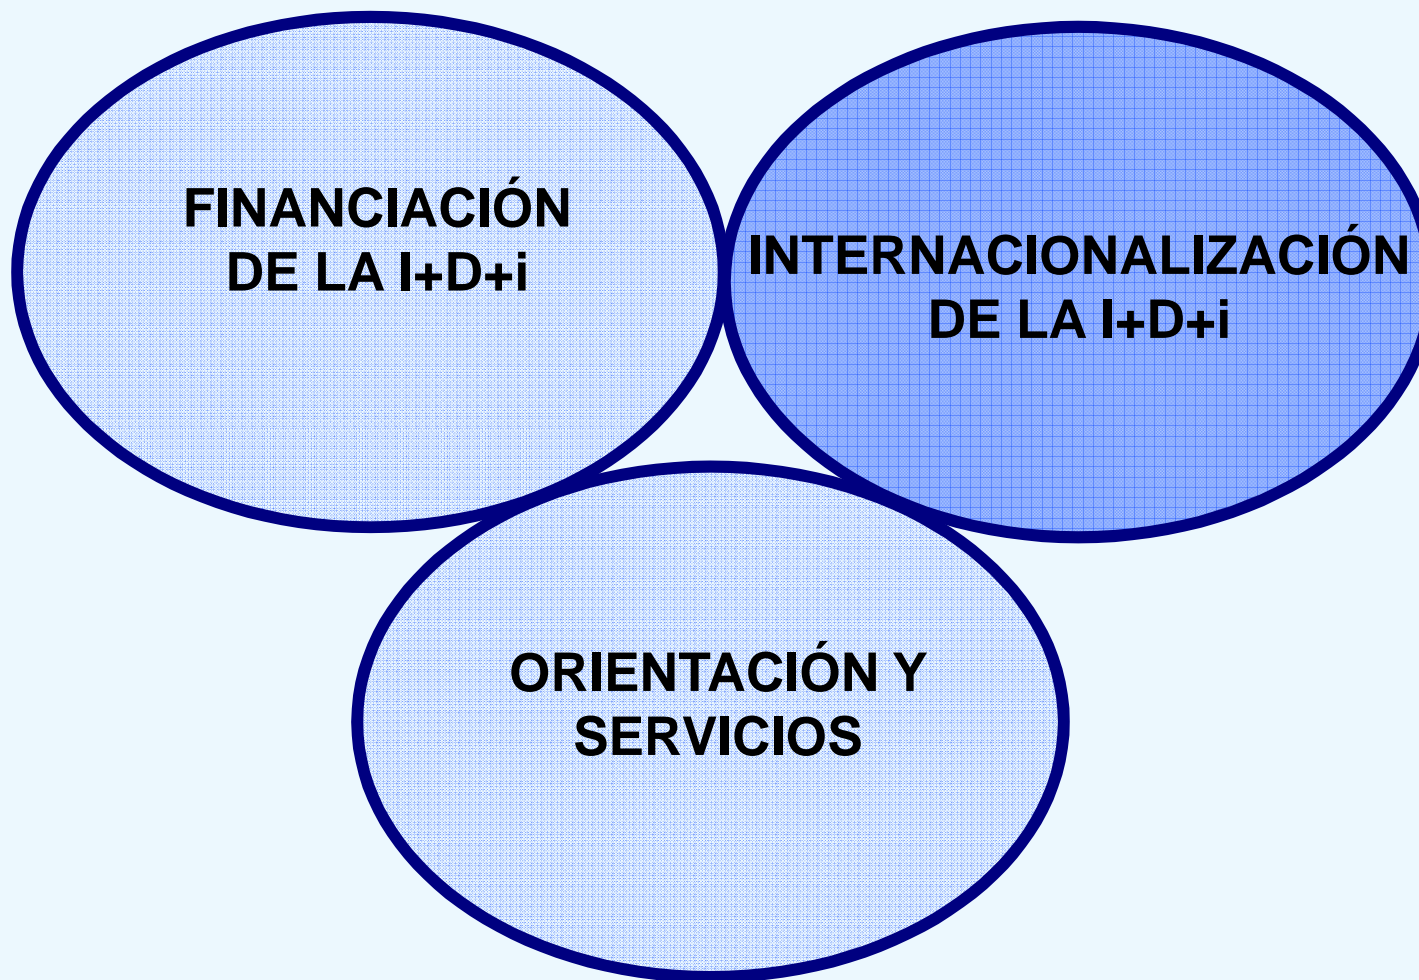 FINANCIACIÓN
DE LA I+D+i
INTERNACIONALIZACIÓN
DE LA I+D+i
ORIENTACIÓN Y
SERVICIOS